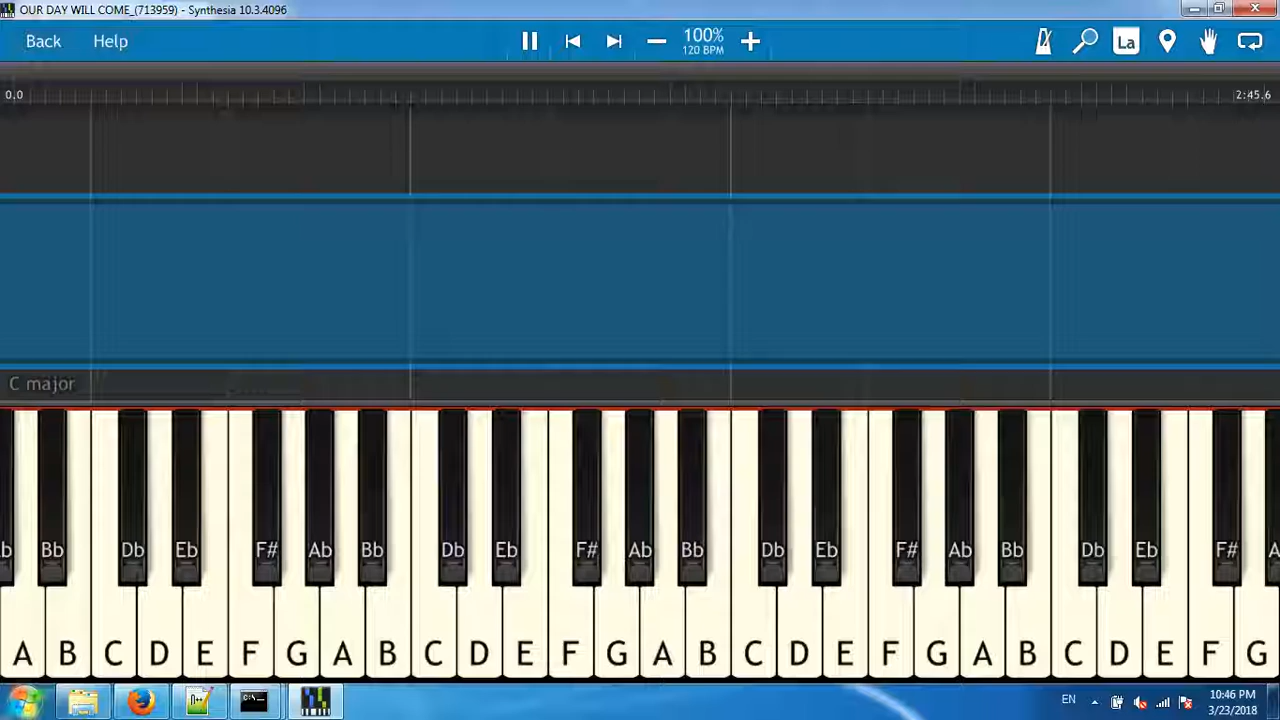 OUR DAY WILL COME_(713959) - Synthesia 10.3.4096
Back Help 100% La
120 BPM
0,0 2:45.6
C major
b Bb Db Eb F# Ab Bb Db Eb F# Ab Bb Db Eb F# Ab Bb Db Eb F# A
A B C D E F G A B C D E F G A B C D E F G A B C D E F G
EN 10:46 PM
3/23/2018